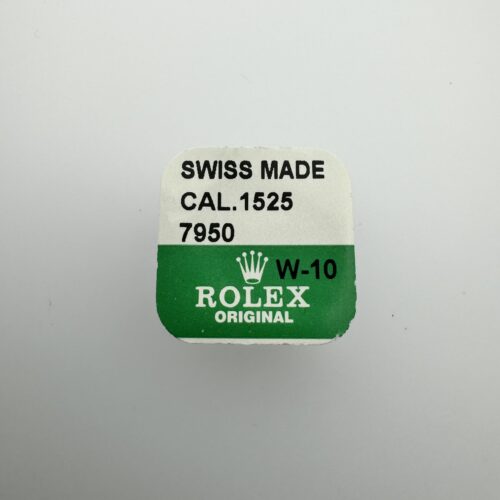 SWISS MADE
CAL.1525
7950
W-10
ROLEX
ORIGINAL